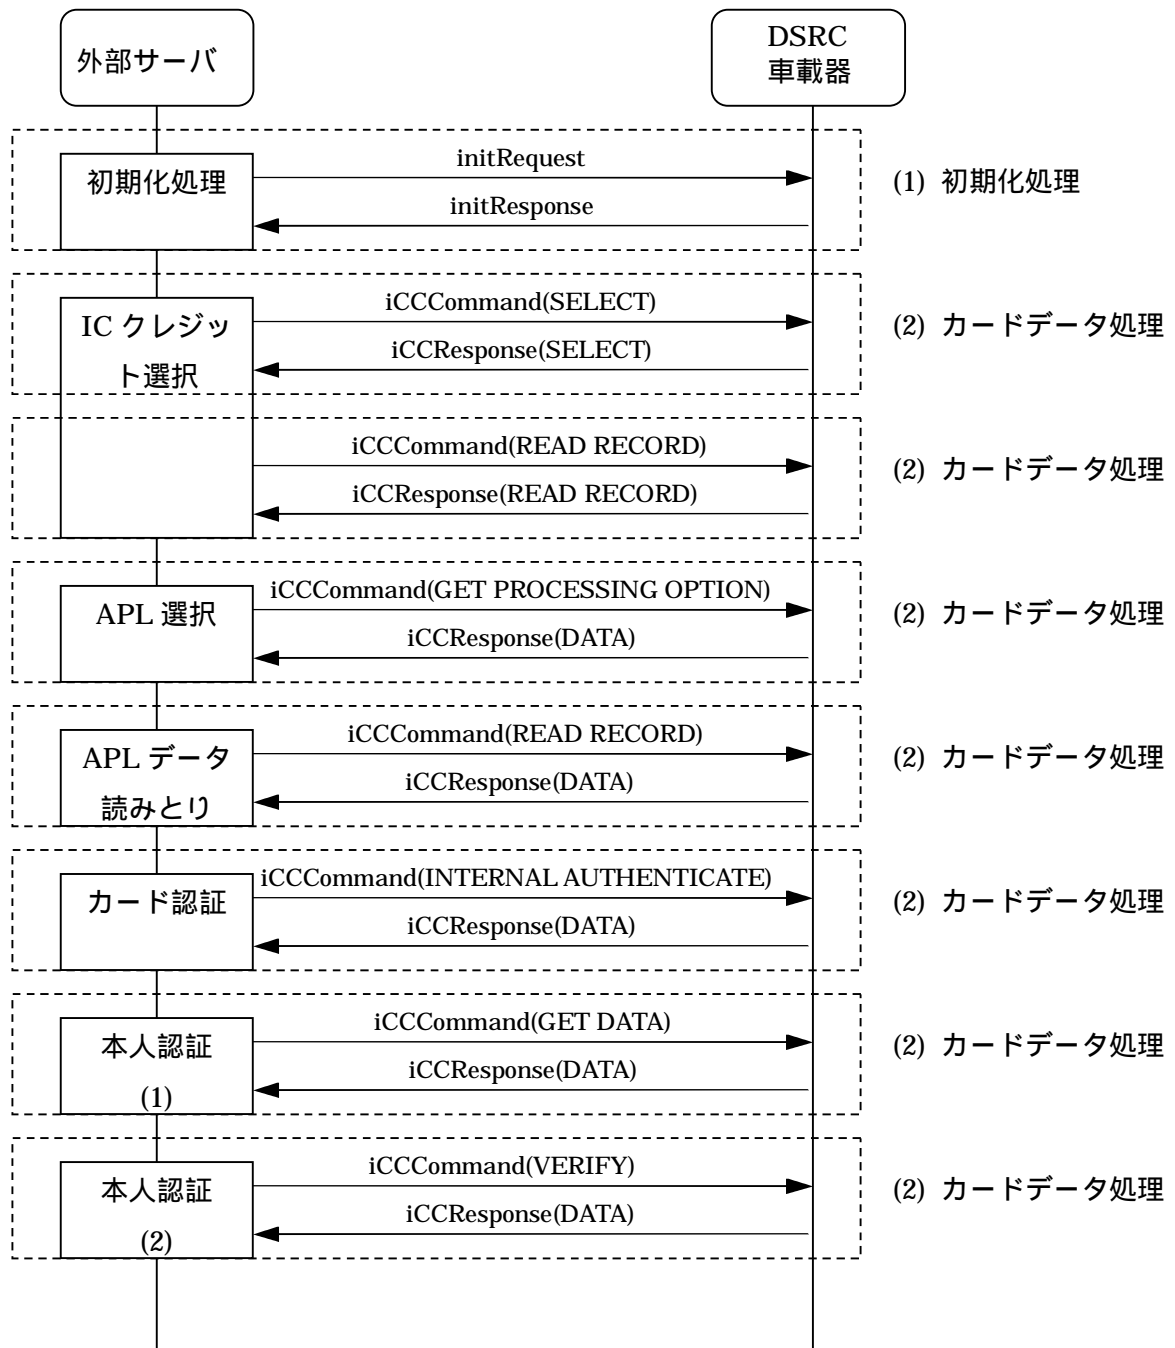 外部サーバ
DSRC
車載器
初期化処理
initRequest
initResponse
(1) 初期化処理
IC クレジッ
ト選択
iCCCommand(SELECT)
iCCResponse(SELECT)
(2) カードデータ処理
iCCCommand(READ RECORD)
iCCResponse(READ RECORD)
(2) カードデータ処理
APL 選択
iCCCommand(GET PROCESSING OPTION)
iCCResponse(DATA)
(2) カードデータ処理
APL データ
読みとり
iCCCommand(READ RECORD)
iCCResponse(DATA)
(2) カードデータ処理
カード認証
iCCCommand(INTERNAL AUTHENTICATE)
iCCResponse(DATA)
(2) カードデータ処理
本人認証
(1)
iCCCommand(GET DATA)
iCCResponse(DATA)
(2) カードデータ処理
本人認証
(2)
iCCCommand(VERIFY)
iCCResponse(DATA)
(2) カードデータ処理